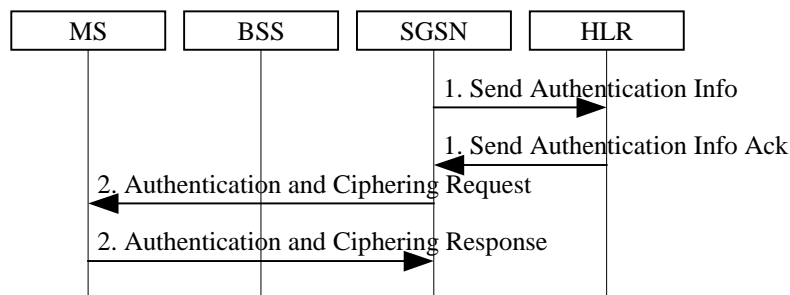 MS BSS SGSN HLR
1. Send Authentication Info
1. Send Authentication Info Ack
2. Authentication and Ciphering Request
2. Authentication and Ciphering Response